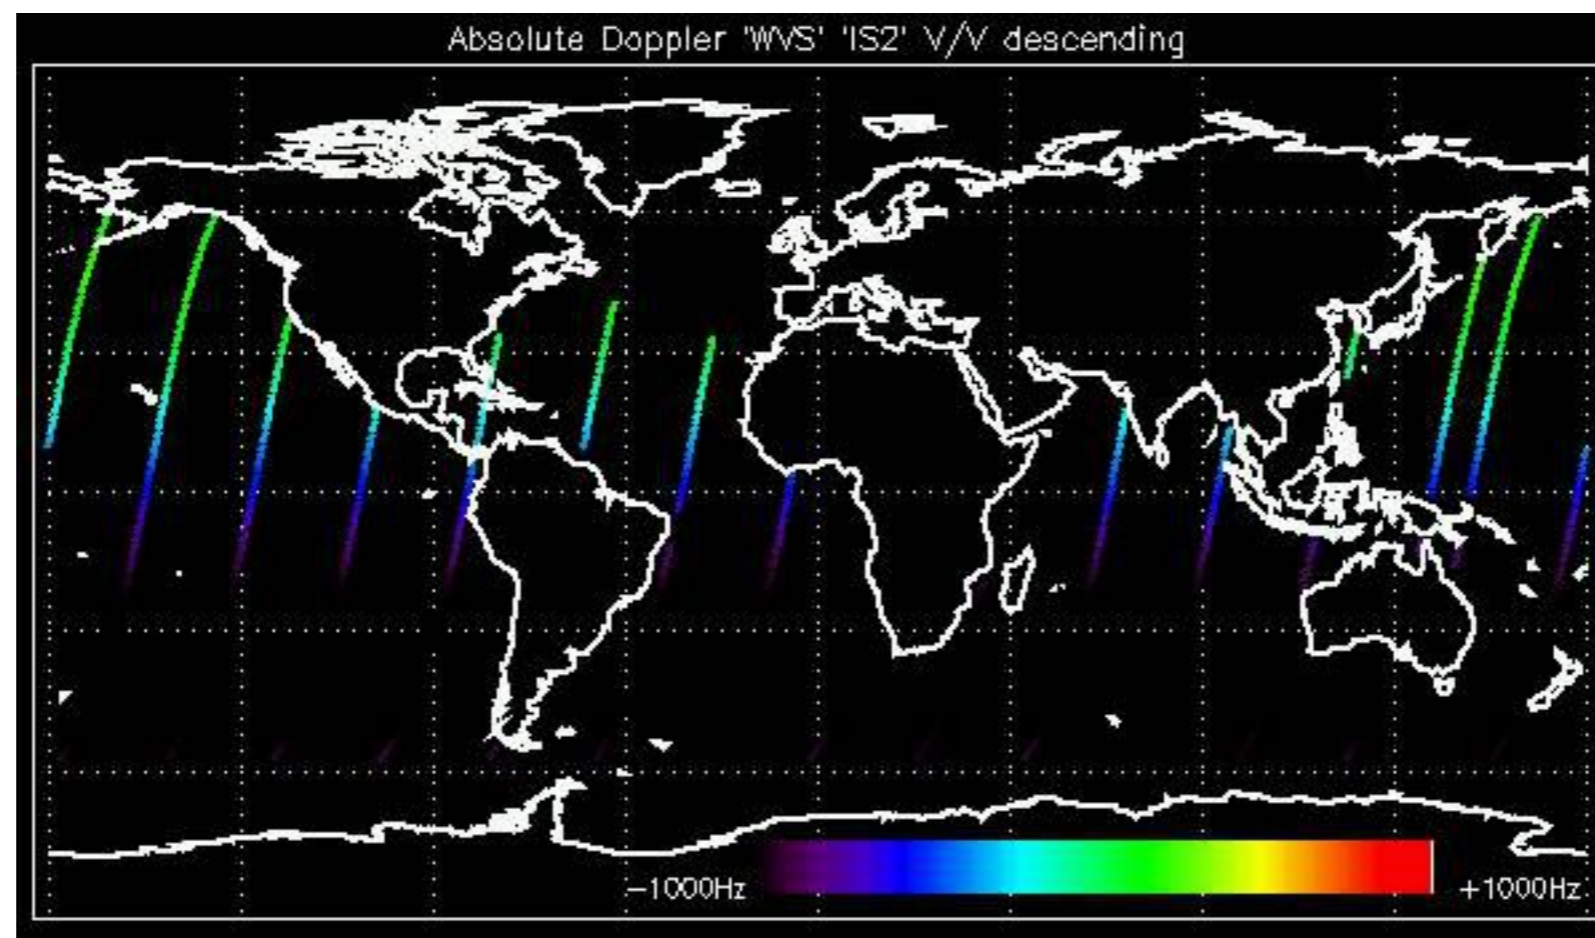 Absolute Doppler 'WVS' 'IS2' V/V descending
−1000Hz
+1000Hz